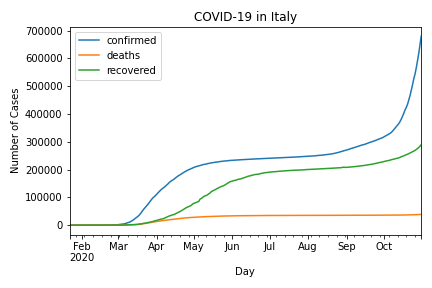 COVID-19 in Italy
700000
600000
500000
400000
300000
200000
100000
0
Number of Cases
confirmed
deaths
recovered
Feb Mar Apr May Jun Jul Aug Sep Oct
2020
Day